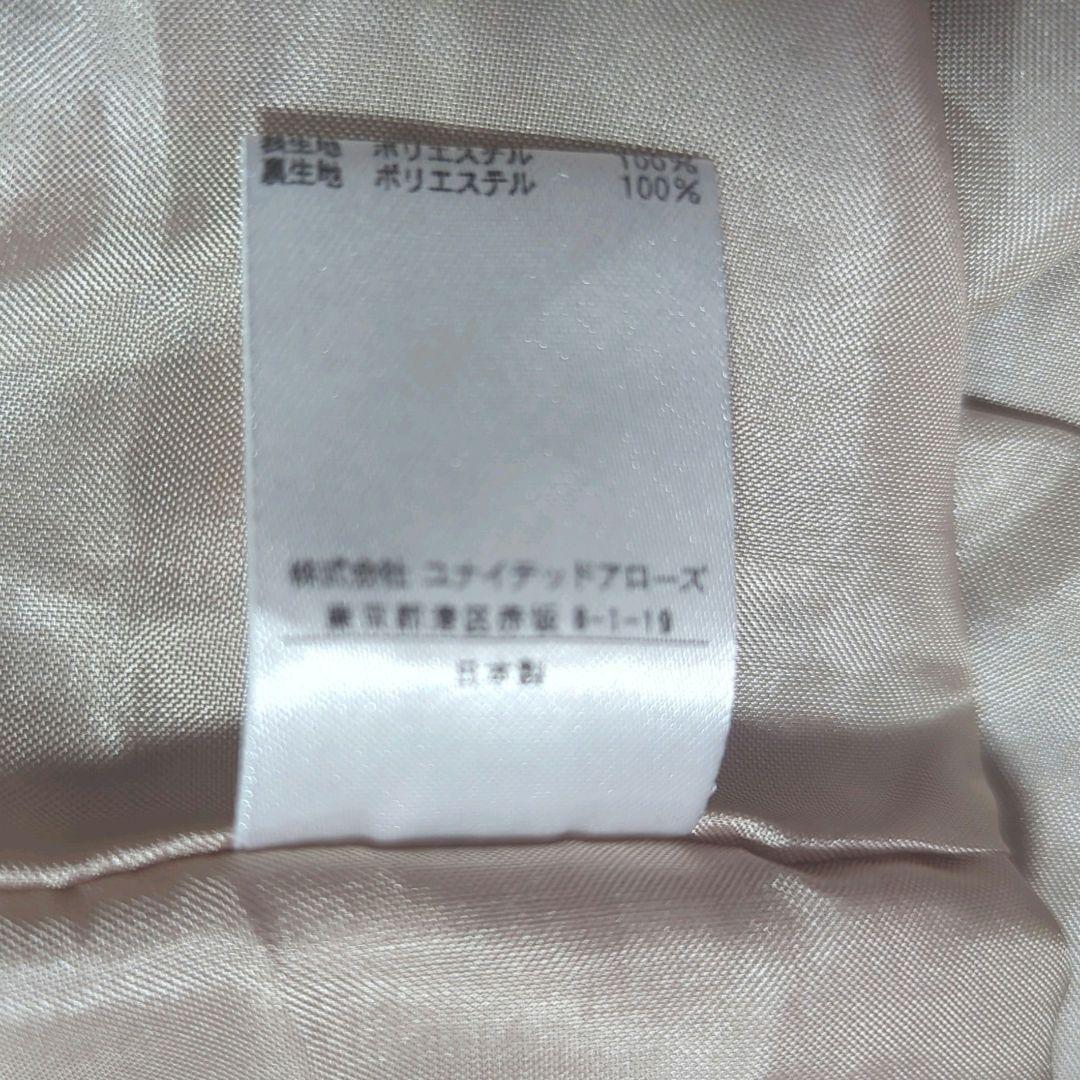 表生地 ポリエステル 100%
裏生地 ポリエステル 100%
株式会社 ユナイテッドアローズ
東京都港区赤坂 8-1-19
日本製